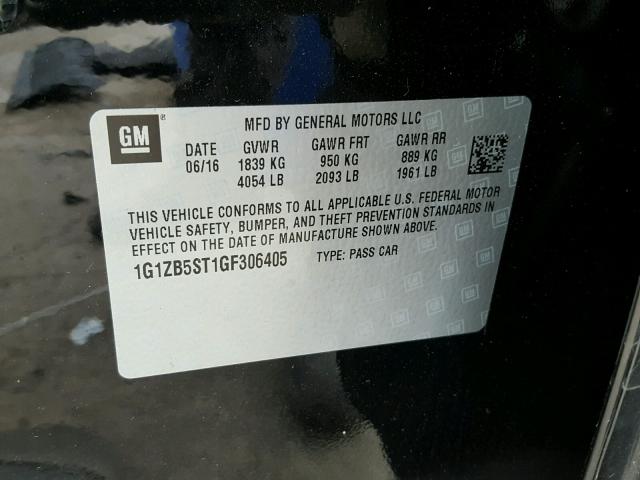 GM ®
MFD BY GENERAL MOTORS LLC
DATE GVWR GAWR FRT GAWR RR
06/16 1839 KG 950 KG 889 KG
4054 LB 2093 LB 1961 LB
THIS VEHICLE CONFORMS TO ALL APPLICABLE U.S. FEDERAL MOTOR
VEHICLE SAFETY, BUMPER, AND THEFT PREVENTION STANDARDS IN
EFFECT ON THE DATE OF MANUFACTURE SHOWN ABOVE.
1G1ZB5ST1GF306405 TYPE: PASS CAR